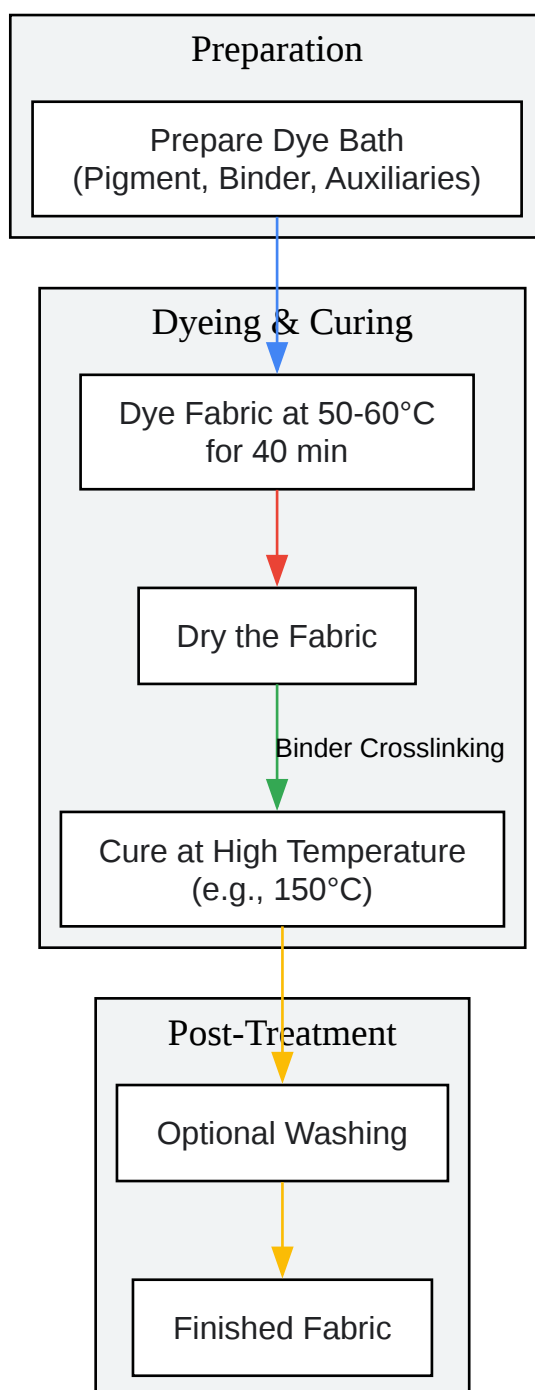 Preparation
Prepare Dye Bath
(Pigment, Binder, Auxiliaries)
Dyeing & Curing
Dye Fabric at 50-60°C
for 40 min
Dry the Fabric
Binder Crosslinking
Cure at High Temperature
(e.g., 150°C)
Post-Treatment
Optional Washing
Finished Fabric